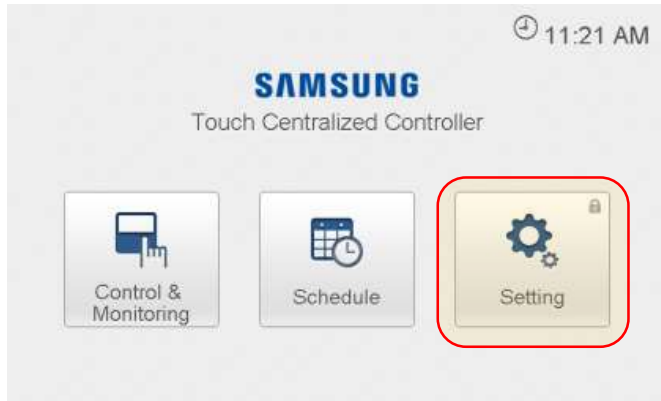 11:21 AM
SAMSUNG
Touch Centralized Controller
Control &
Monitoring
Schedule
Setting